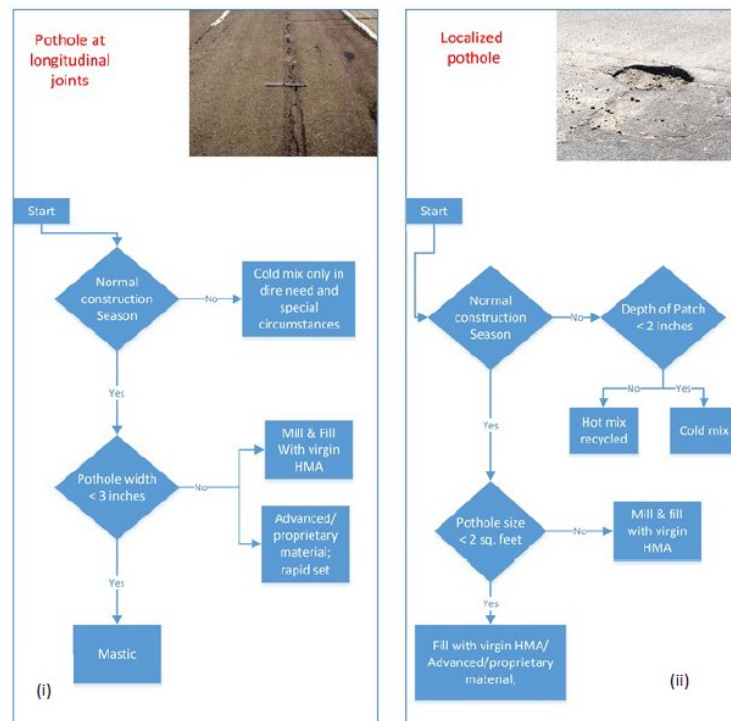 Pothole at
longitudinal
joints
Start
Normal
construction
Season
No
Cold mix only in
dire need and
special
circumstances
Yes
Pothole width
< 3 inches
No
Mill & Fill
With virgin
HMA
Advanced/
proprietary
material;
rapid set
Yes
Mastic
(i)
Localized
pothole
Start
Normal
construction
Season
No
Depth of Patch
< 2 Inches
No
Yes
Hot mix
recycled
Cold mix
Yes
Pothole size
< 2 sq. feet
No
Mill & fill
with virgin
HMA
Yes
Fill with virgin HMA/
Advanced/proprietary
material;
(ii)